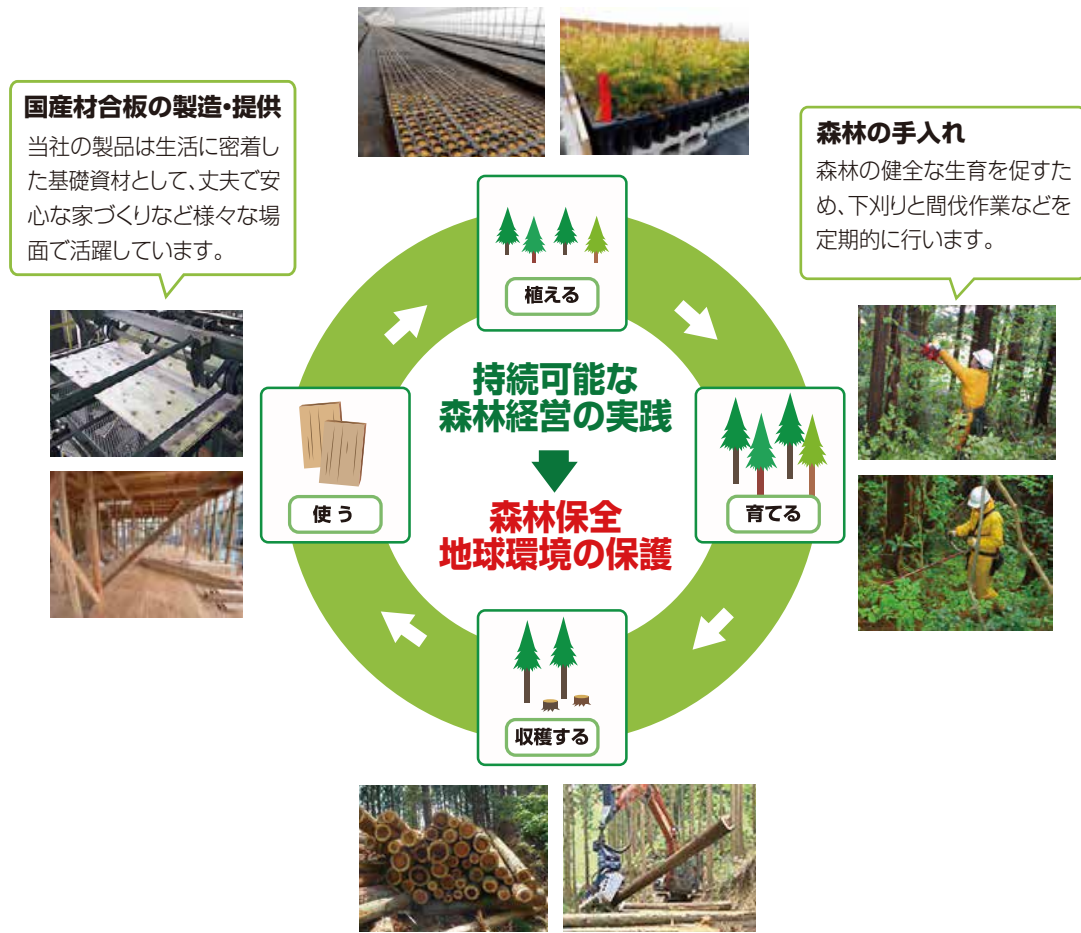 国産材合板の製造・提供
当社の製品は生活に密着し
た基礎資材として、丈夫で安
心な家づくりなど様々な場
面で活躍しています。
森林の手入れ
森林の健全な生育を促すた
め、下刈りと間伐作業などを
定期的に行います。
植える
持続可能な
森林経営の実践
使う
育てる
森林保全
地球環境の保護
収穫する